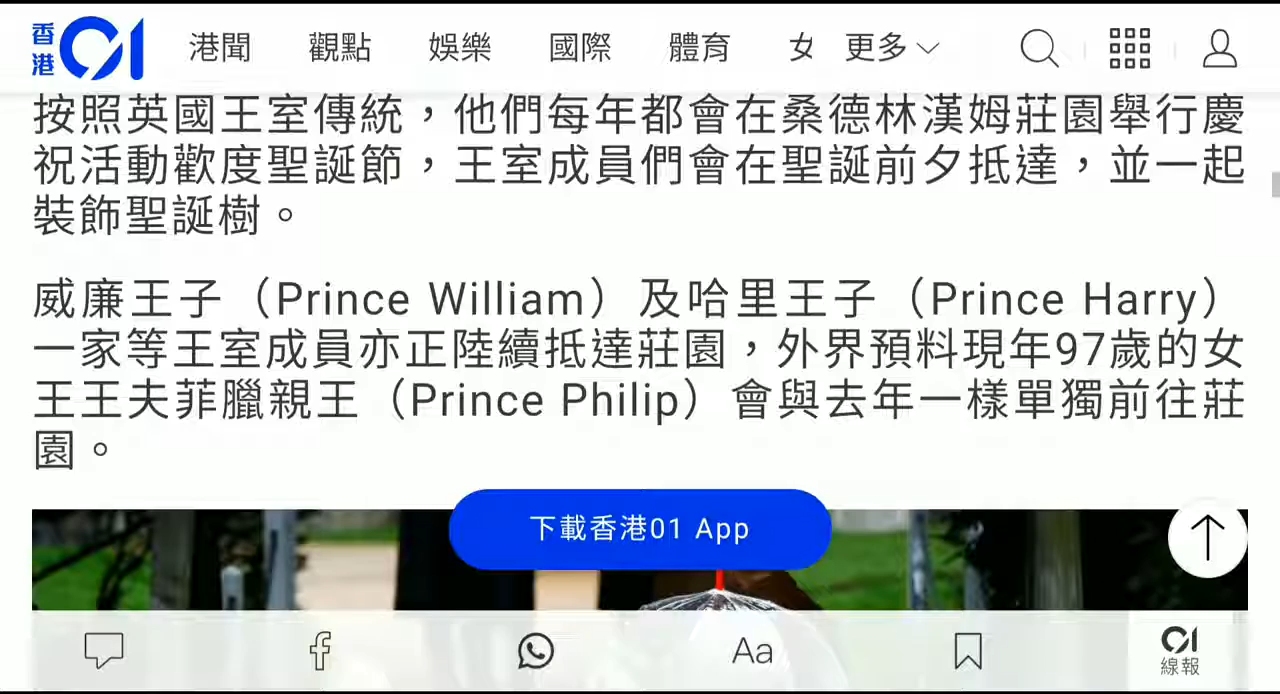 香港01 港聞 觀點 娛樂 國際 體育 女 更多
按照英國王室傳統，他們每年都會在桑德林漢姆莊園舉行慶
祝活動歡度聖誕節，王室成員們會在聖誕前夕抵達，並一起
裝飾聖誕樹。
威廉王子（Prince William）及哈里王子（Prince Harry）
一家等王室成員亦正陸續抵達莊園，外界預料現年97歲的女
王王夫菲臘親王（Prince Philip）會與去年一樣單獨前往莊
園。
下載香港01 App
Aa
01
線報